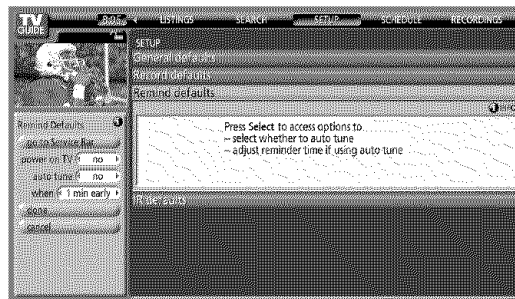 TV GUIDE
8:05 LISTINGS SEARCH SETUP SCHEDULE RECORDINGS
SETUP
General defaults
Record defaults
Remind defaults
Press Select to access options to
– select whether to auto tune
– adjust reminder time if using auto tune
IR defaults
Remind Defaults
go to Service Bar
power on TV no
auto tune no
when 1 min early
done
cancel